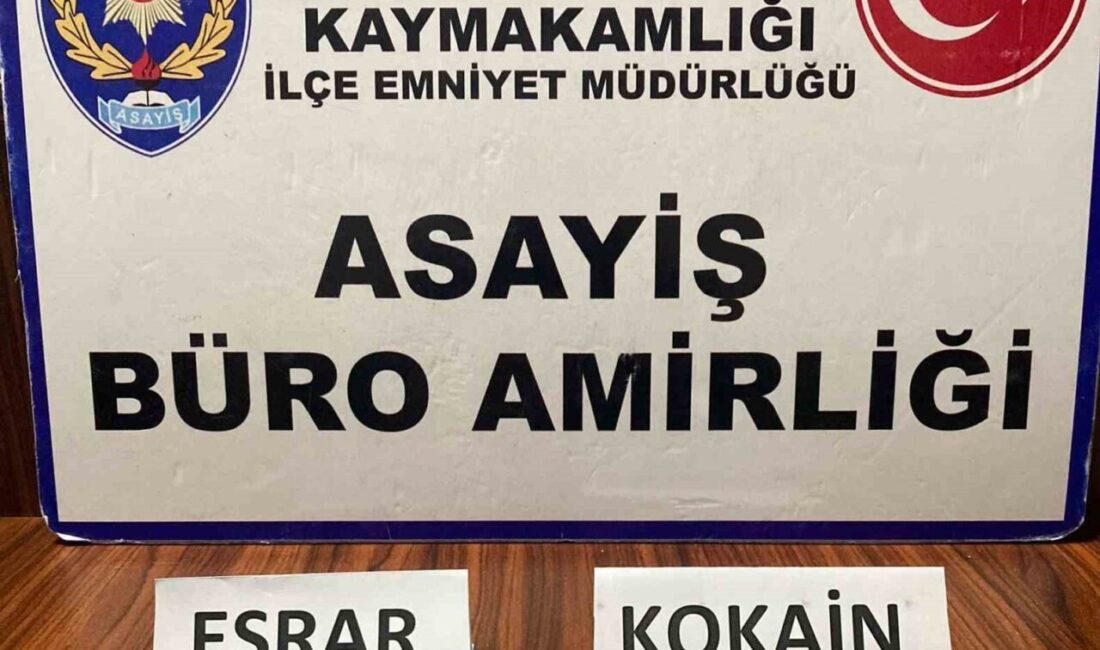 KAYMAKAMLIĞI
İLÇE EMNİYET MÜDÜRLÜĞÜ
ASAYİŞ
ASAYİŞ
BÜRO AMİRLİĞİ
ESRAR
KOKAİN